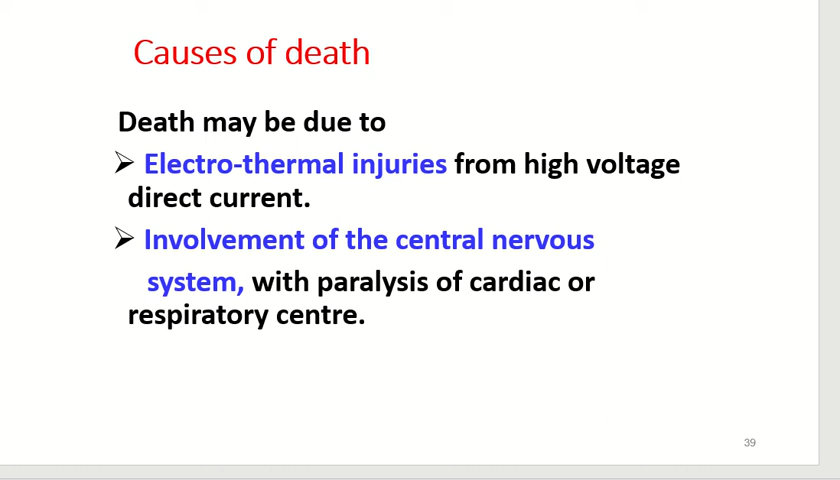 Causes of death
Death may be due to
➢ Electro-thermal injuries from high voltage
direct current.
➢ Involvement of the central nervous
system, with paralysis of cardiac or
respiratory centre.
39